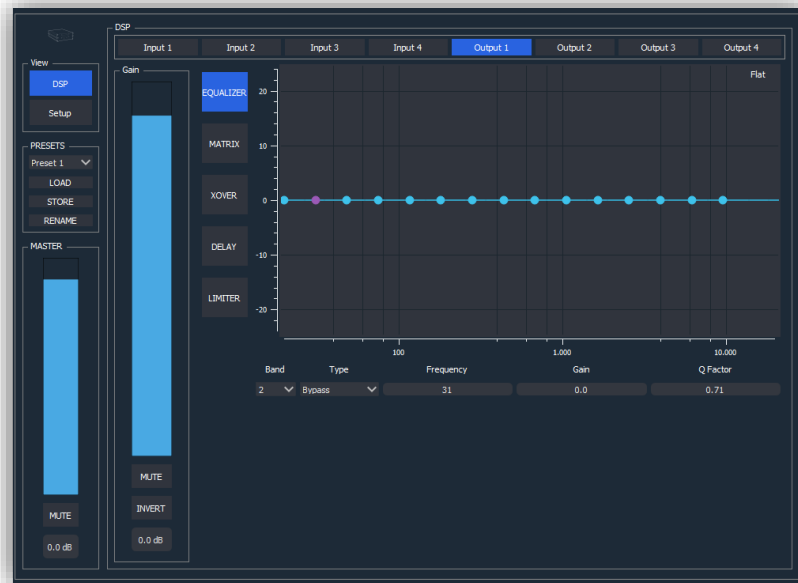 DSP
Input 1 Input 2 Input 3 Input 4 Output 1 Output 2 Output 3 Output 4
View
DSP
Setup
PRESETS
Preset 1
LOAD
STORE
RENAME
MASTER
MUTE
0.0 dB
Gain
MUTE
INVERT
0.0 dB
EQUALIZER
MATRIX
XOVER
DELAY
LIMITER
Flat
20
10
0
-10
-20
100 1.000 10.000
Band Type Frequency Gain Q Factor
2 Bypass 31 0.0 0.71